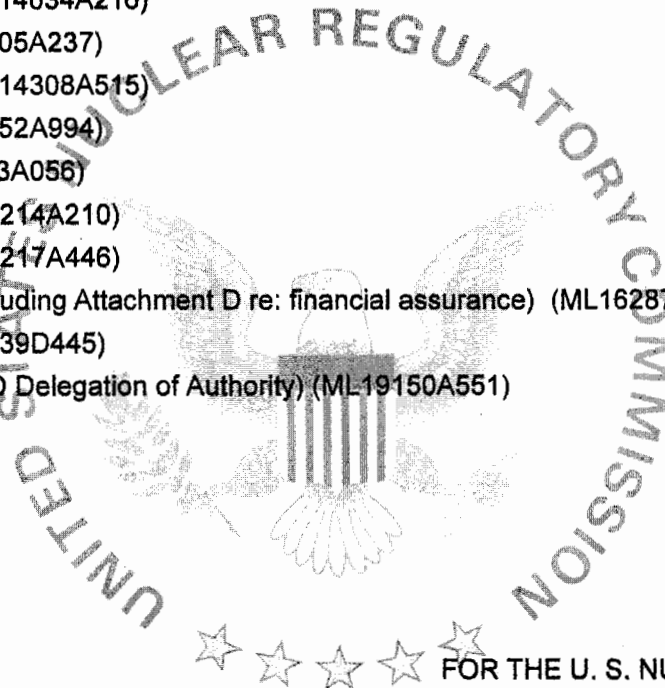 14034A210)
05A237)
14308A515)
52A994)
3A056)
214A210)
217A446)
luding Attachment D re: financial assurance) (ML16287
39D445)
O Delegation of Authority) (ML19150A551)
UNITED STATES NUCLEAR REGULATORY COMMISSION
FOR THE U. S. NU